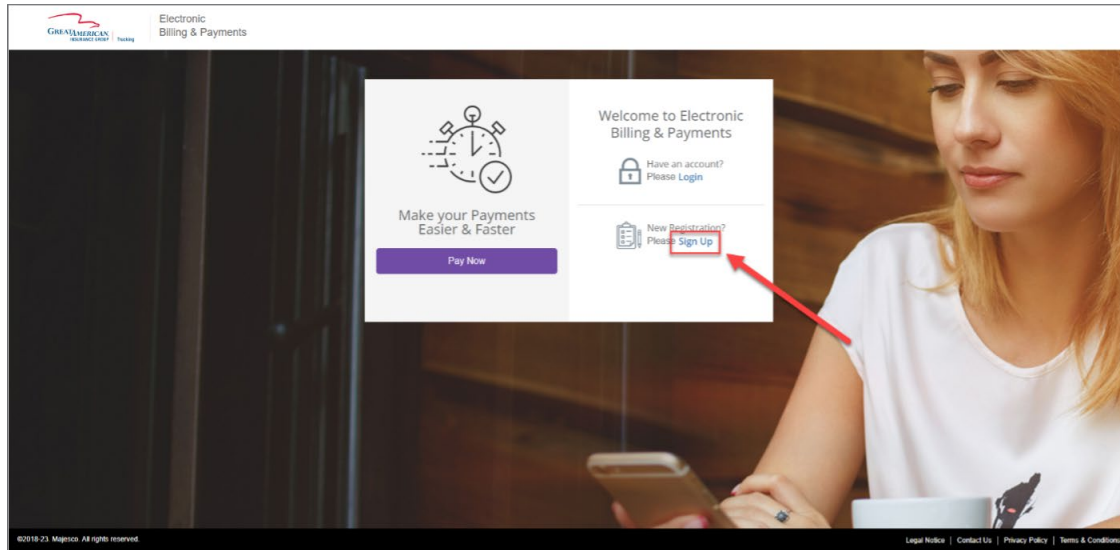 GREATAMERICAN
INSURANCE GROUP
Trucking
Electronic
Billing & Payments
Make your Payments
Easier & Faster
Pay Now
Welcome to Electronic
Billing & Payments
Have an account?
Please Login
New Registration?
Please Sign Up
©2018-23. Majesco. All rights reserved.
Legal Notice | Contact Us | Privacy Policy | Terms & Conditions